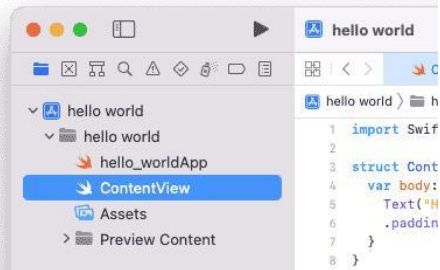 hello world
hello world
hello world
hello_worldApp
ContentView
Assets
Preview Content
hello world
1 import Swif
2
3 struct Cont
4 var body:
5 Text("H
6 .paddin
7 }
8 }